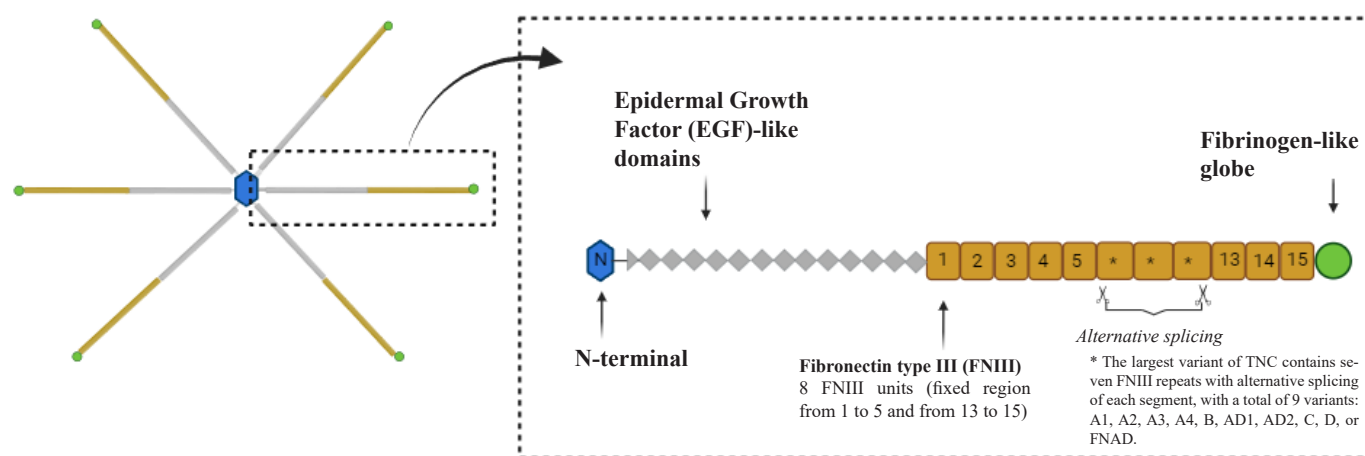 Epidermal Growth
Factor (EGF)-like
domains
Fibrinogen-like
globe
N
1 2 3 4 5 * * * 13 14 15
N-terminal
Alternative splicing
Fibronectin type III (FNIII)
8 FNIII units (fixed region
from 1 to 5 and from 13 to 15)
* The largest variant of TNC contains se-
ven FNIII repeats with alternative splicing
of each segment, with a total of 9 variants:
A1, A2, A3, A4, B, AD1, AD2, C, D, or
FNAD.